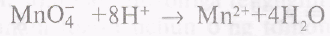 MnO₄⁻ +8H⁺ → Mn²⁺+4H₂O